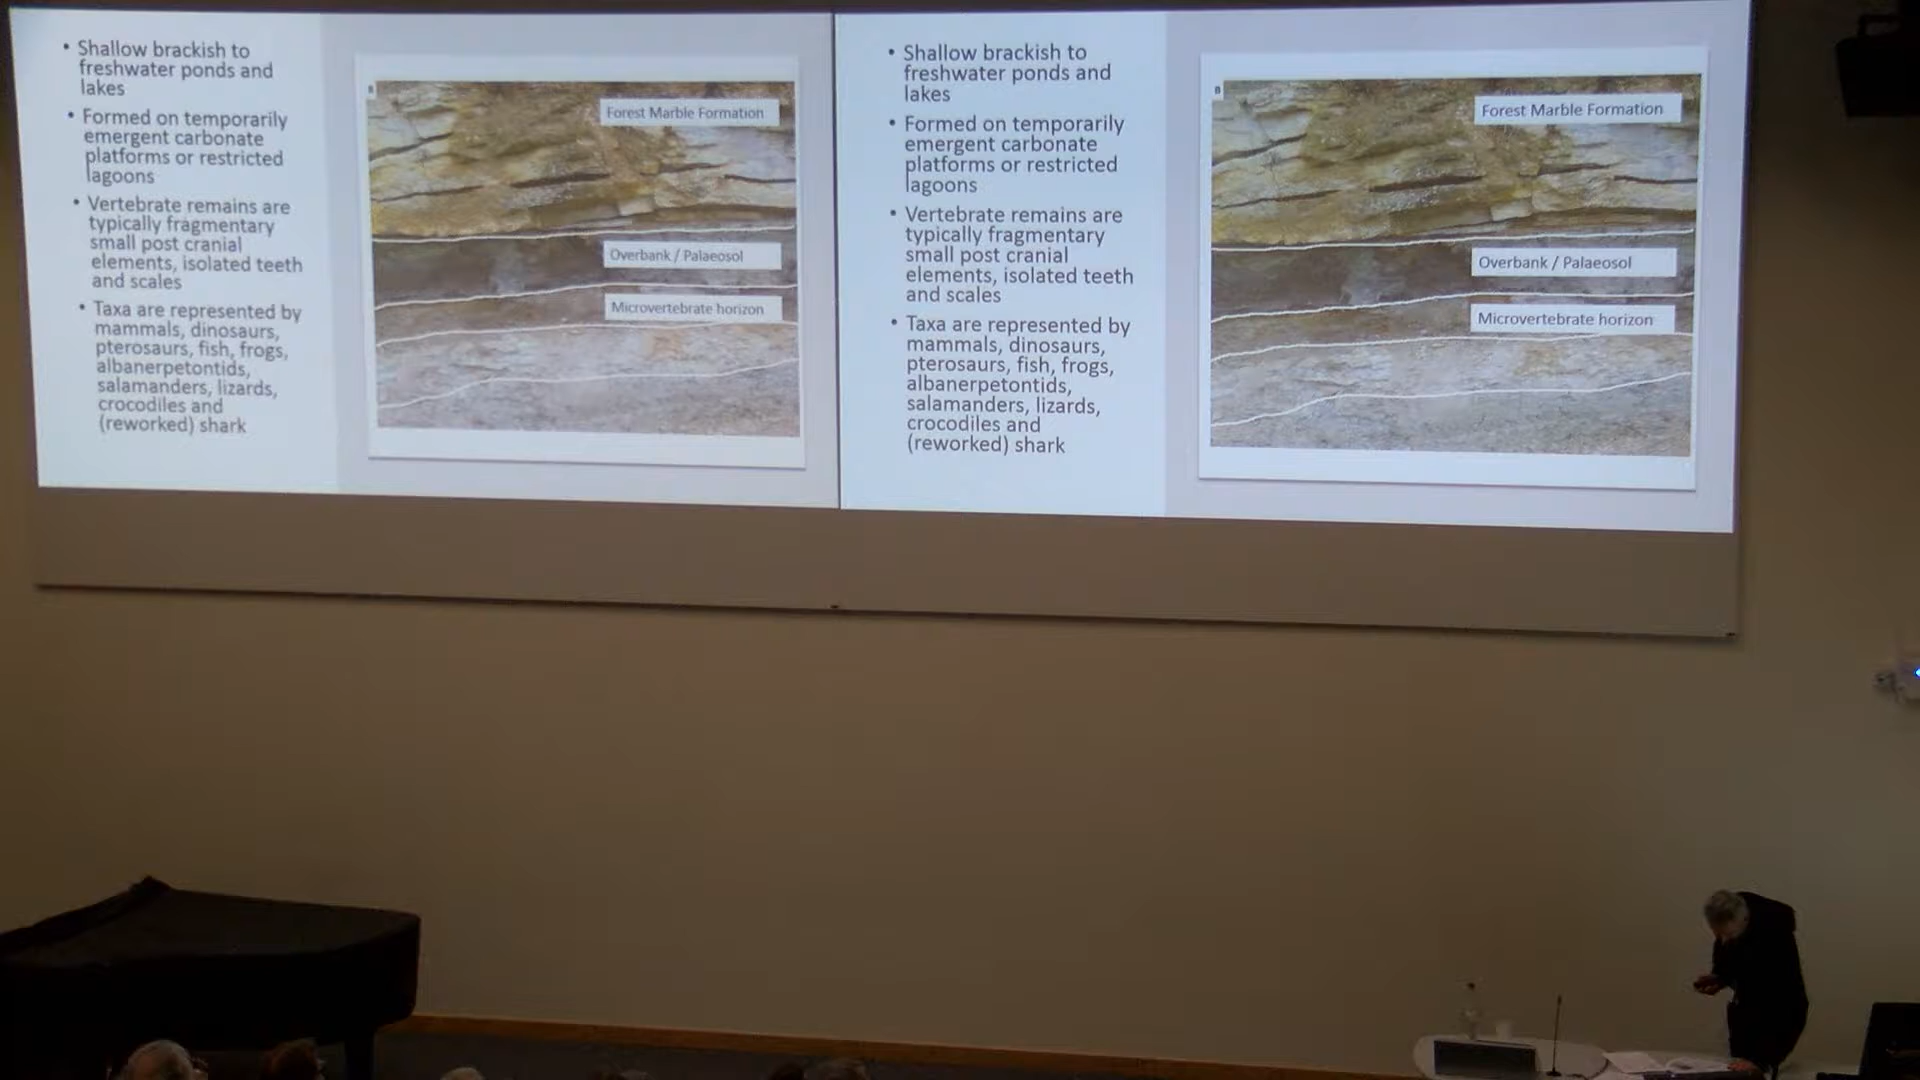 • Shallow brackish to
freshwater ponds and
lakes
• Formed on temporarily
emergent carbonate
platforms or restricted
lagoons
• Vertebrate remains are
typically fragmentary
small post cranial
elements, isolated teeth
and scales
• Taxa are represented by
mammals, dinosaurs,
pterosaurs, fish, frogs,
albanerpetontids,
salamanders, lizards,
crocodiles and
(reworked) shark
B
Forest Marble Formation
Overbank / Palaeosol
Microvertebrate horizon
• Shallow brackish to
freshwater ponds and
lakes
• Formed on temporarily
emergent carbonate
platforms or restricted
lagoons
• Vertebrate remains are
typically fragmentary
small post cranial
elements, isolated teeth
and scales
• Taxa are represented by
mammals, dinosaurs,
pterosaurs, fish, frogs,
albanerpetontids,
salamanders, lizards,
crocodiles and
(reworked) shark
B
Forest Marble Formation
Overbank / Palaeosol
Microvertebrate horizon